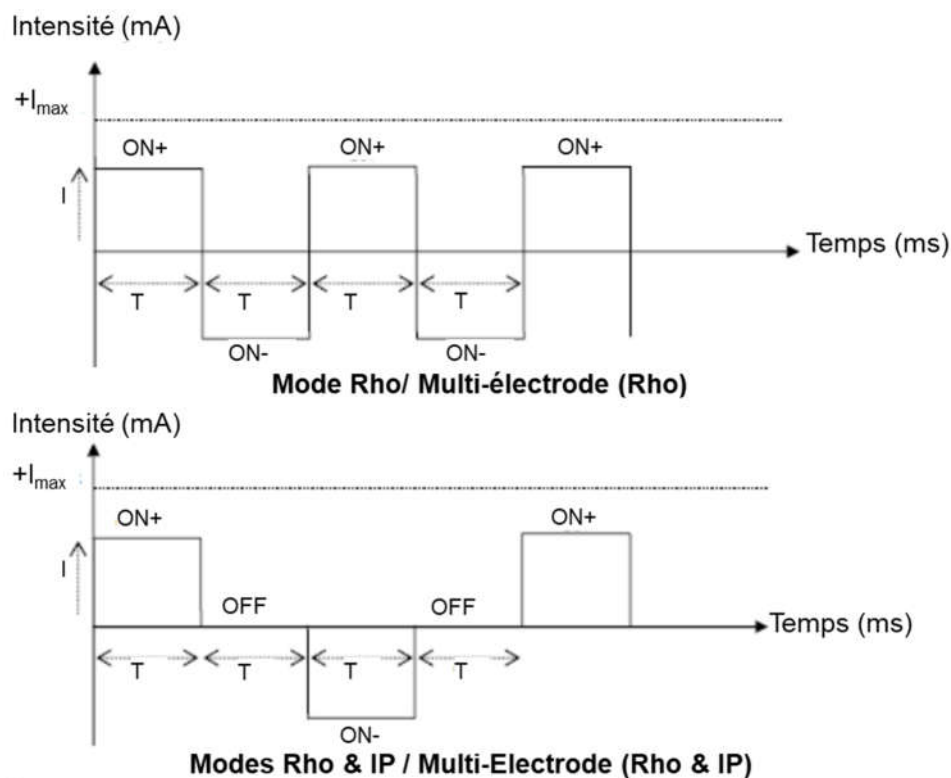 Intensité (mA)
+Imax
ON+ ON+ ON+
I
Temps (ms)
T T T T
ON- ON-
Mode Rho/ Multi-électrode (Rho)
Intensité (mA)
+Imax
ON+ ON+
I
OFF OFF
Temps (ms)
T T T T
ON-
Modes Rho & IP / Multi-Electrode (Rho & IP)